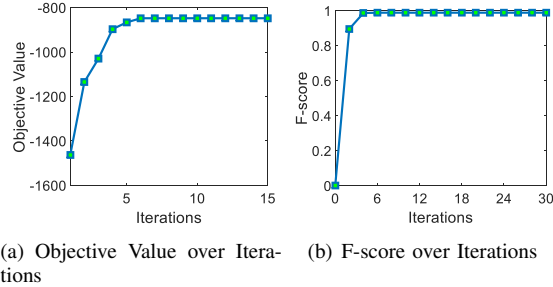 -800
-1000
-1200
-1400
-1600
Objective Value
5
10
15
Iterations
1
0.8
0.6
0.4
0.2
0
F-score
0
6
12
18
24
30
Iterations
(a) Objective Value over Itera-
tions
(b) F-score over Iterations